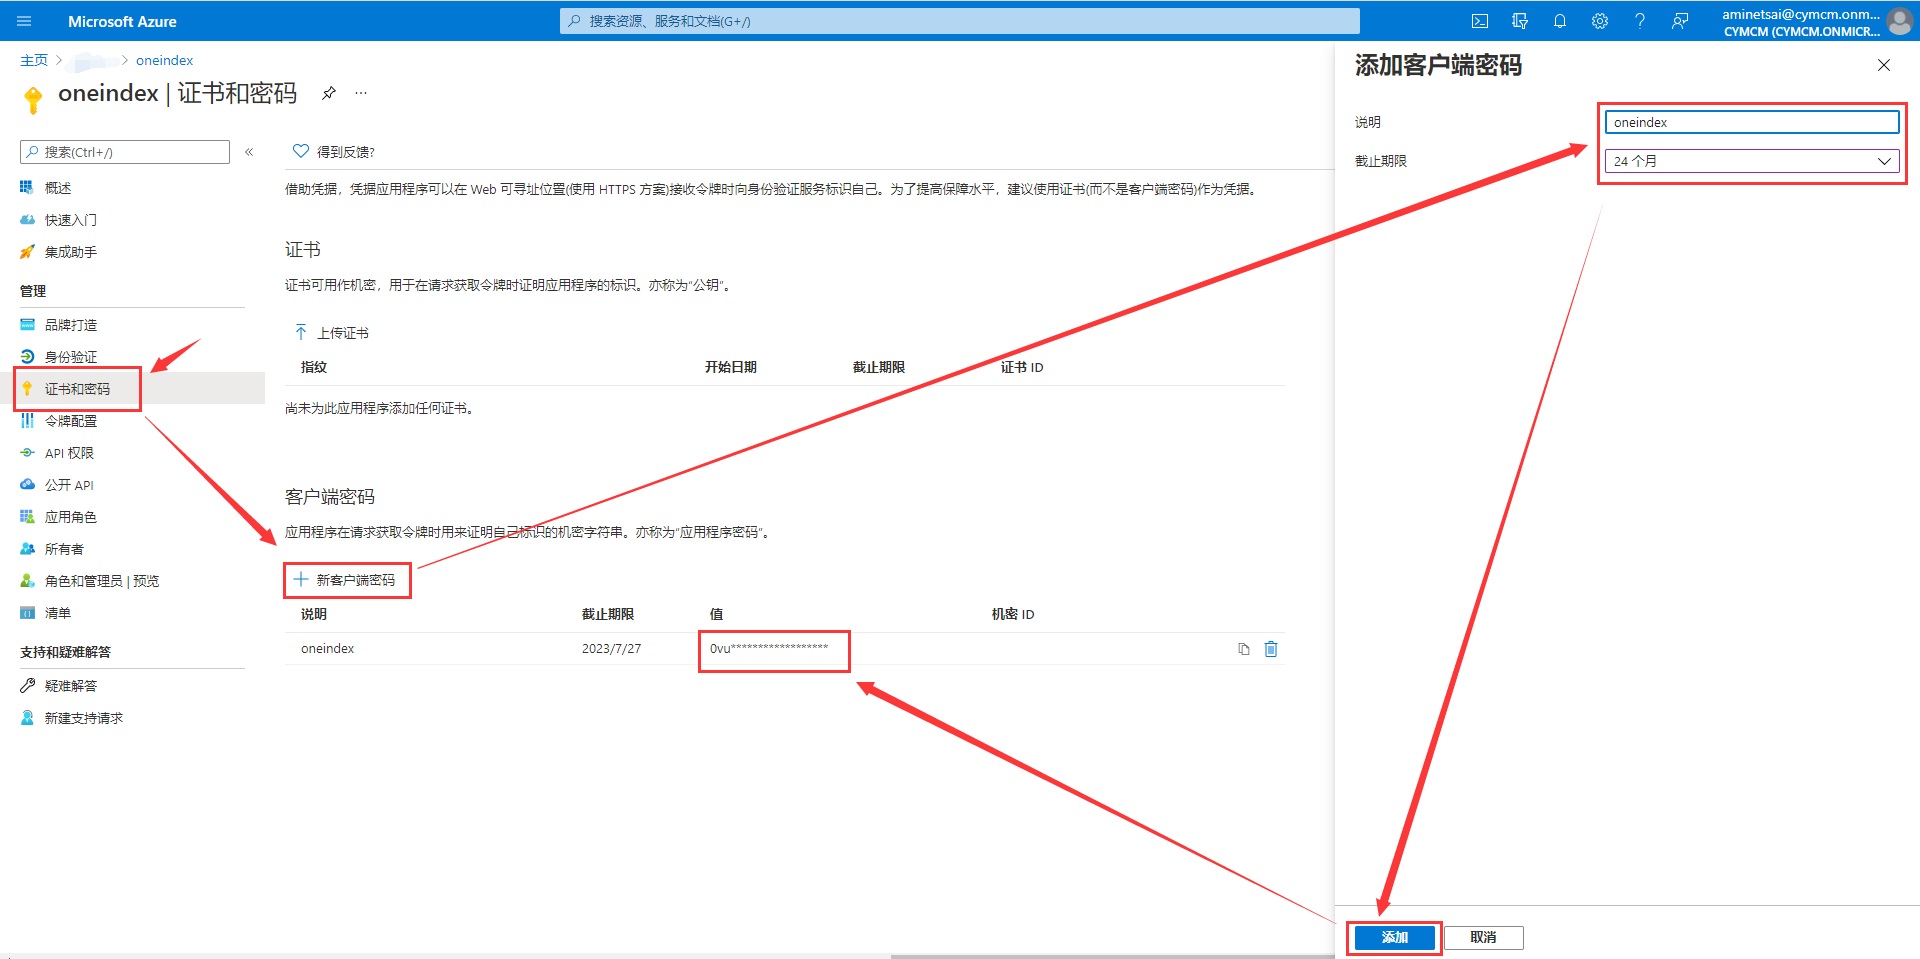 Microsoft Azure
搜索资源、服务和文档(G+/)
aminetsai@cymcm.onm...
CYMCM (CYMCM.ONMICR...
主页
oneindex
oneindex | 证书和密码
搜索(Ctrl+/)
概述
快速入门
集成助手
管理
品牌打造
身份验证
证书和密码
令牌配置
API 权限
公开 API
应用角色
所有者
角色和管理员 | 预览
清单
支持和疑难解答
疑难解答
新建支持请求
得到反馈?
借助凭据，凭据应用程序可以在 Web 可寻址位置(使用 HTTPS 方案)接收令牌时向身份验证服务标识自己。为了提高保障水平，建议使用证书(而不是客户端密码)作为凭据。
证书
证书可用作机密，用于在请求获取令牌时证明应用程序的标识。亦称为“公钥”。
上传证书
指纹 开始日期 截止期限 证书 ID
尚未为此应用程序添加任何证书。
客户端密码
应用程序在请求获取令牌时用来证明自己标识的机密字符串。亦称为“应用程序密码”。
新客户端密码
说明 截止期限 值 机密 ID
oneindex 2023/7/27 0vu******************
添加客户端密码
说明 oneindex
截止期限 24 个月
添加 取消